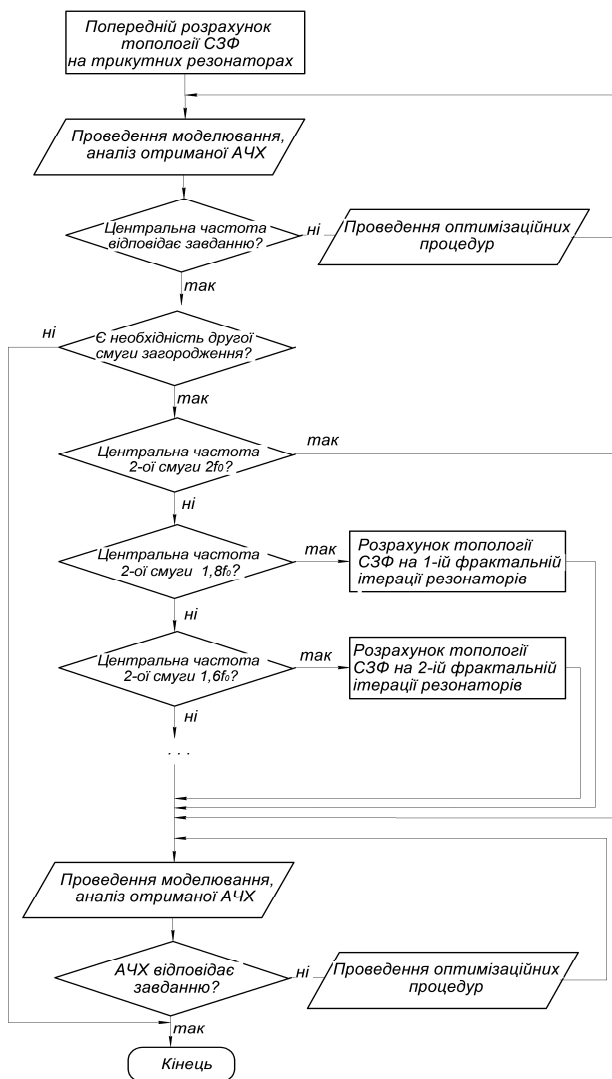 Попередній розрахунок
топології СЗФ
на трикутних резонаторах
Проведення моделювання,
аналіз отриманої АЧХ
Центральна частота
відповідає завданню?
ні
Проведення оптимізаційних
процедур
так
ні
Є необхідність другої
смуги загородження?
так
Центральна частота
2-ої смуги 2f₀?
так
ні
Центральна частота
2-ої смуги 1,8f₀?
так
Розрахунок топології
СЗФ на 1-ій фрактальній
ітерації резонаторів
ні
Центральна частота
2-ої смуги 1,6f₀?
так
Розрахунок топології
СЗФ на 2-ій фрактальній
ітерації резонаторів
ні
. . .
Проведення моделювання,
аналіз отриманої АЧХ
АЧХ відповідає
завданню?
ні
Проведення оптимізаційних
процедур
так
Кінець